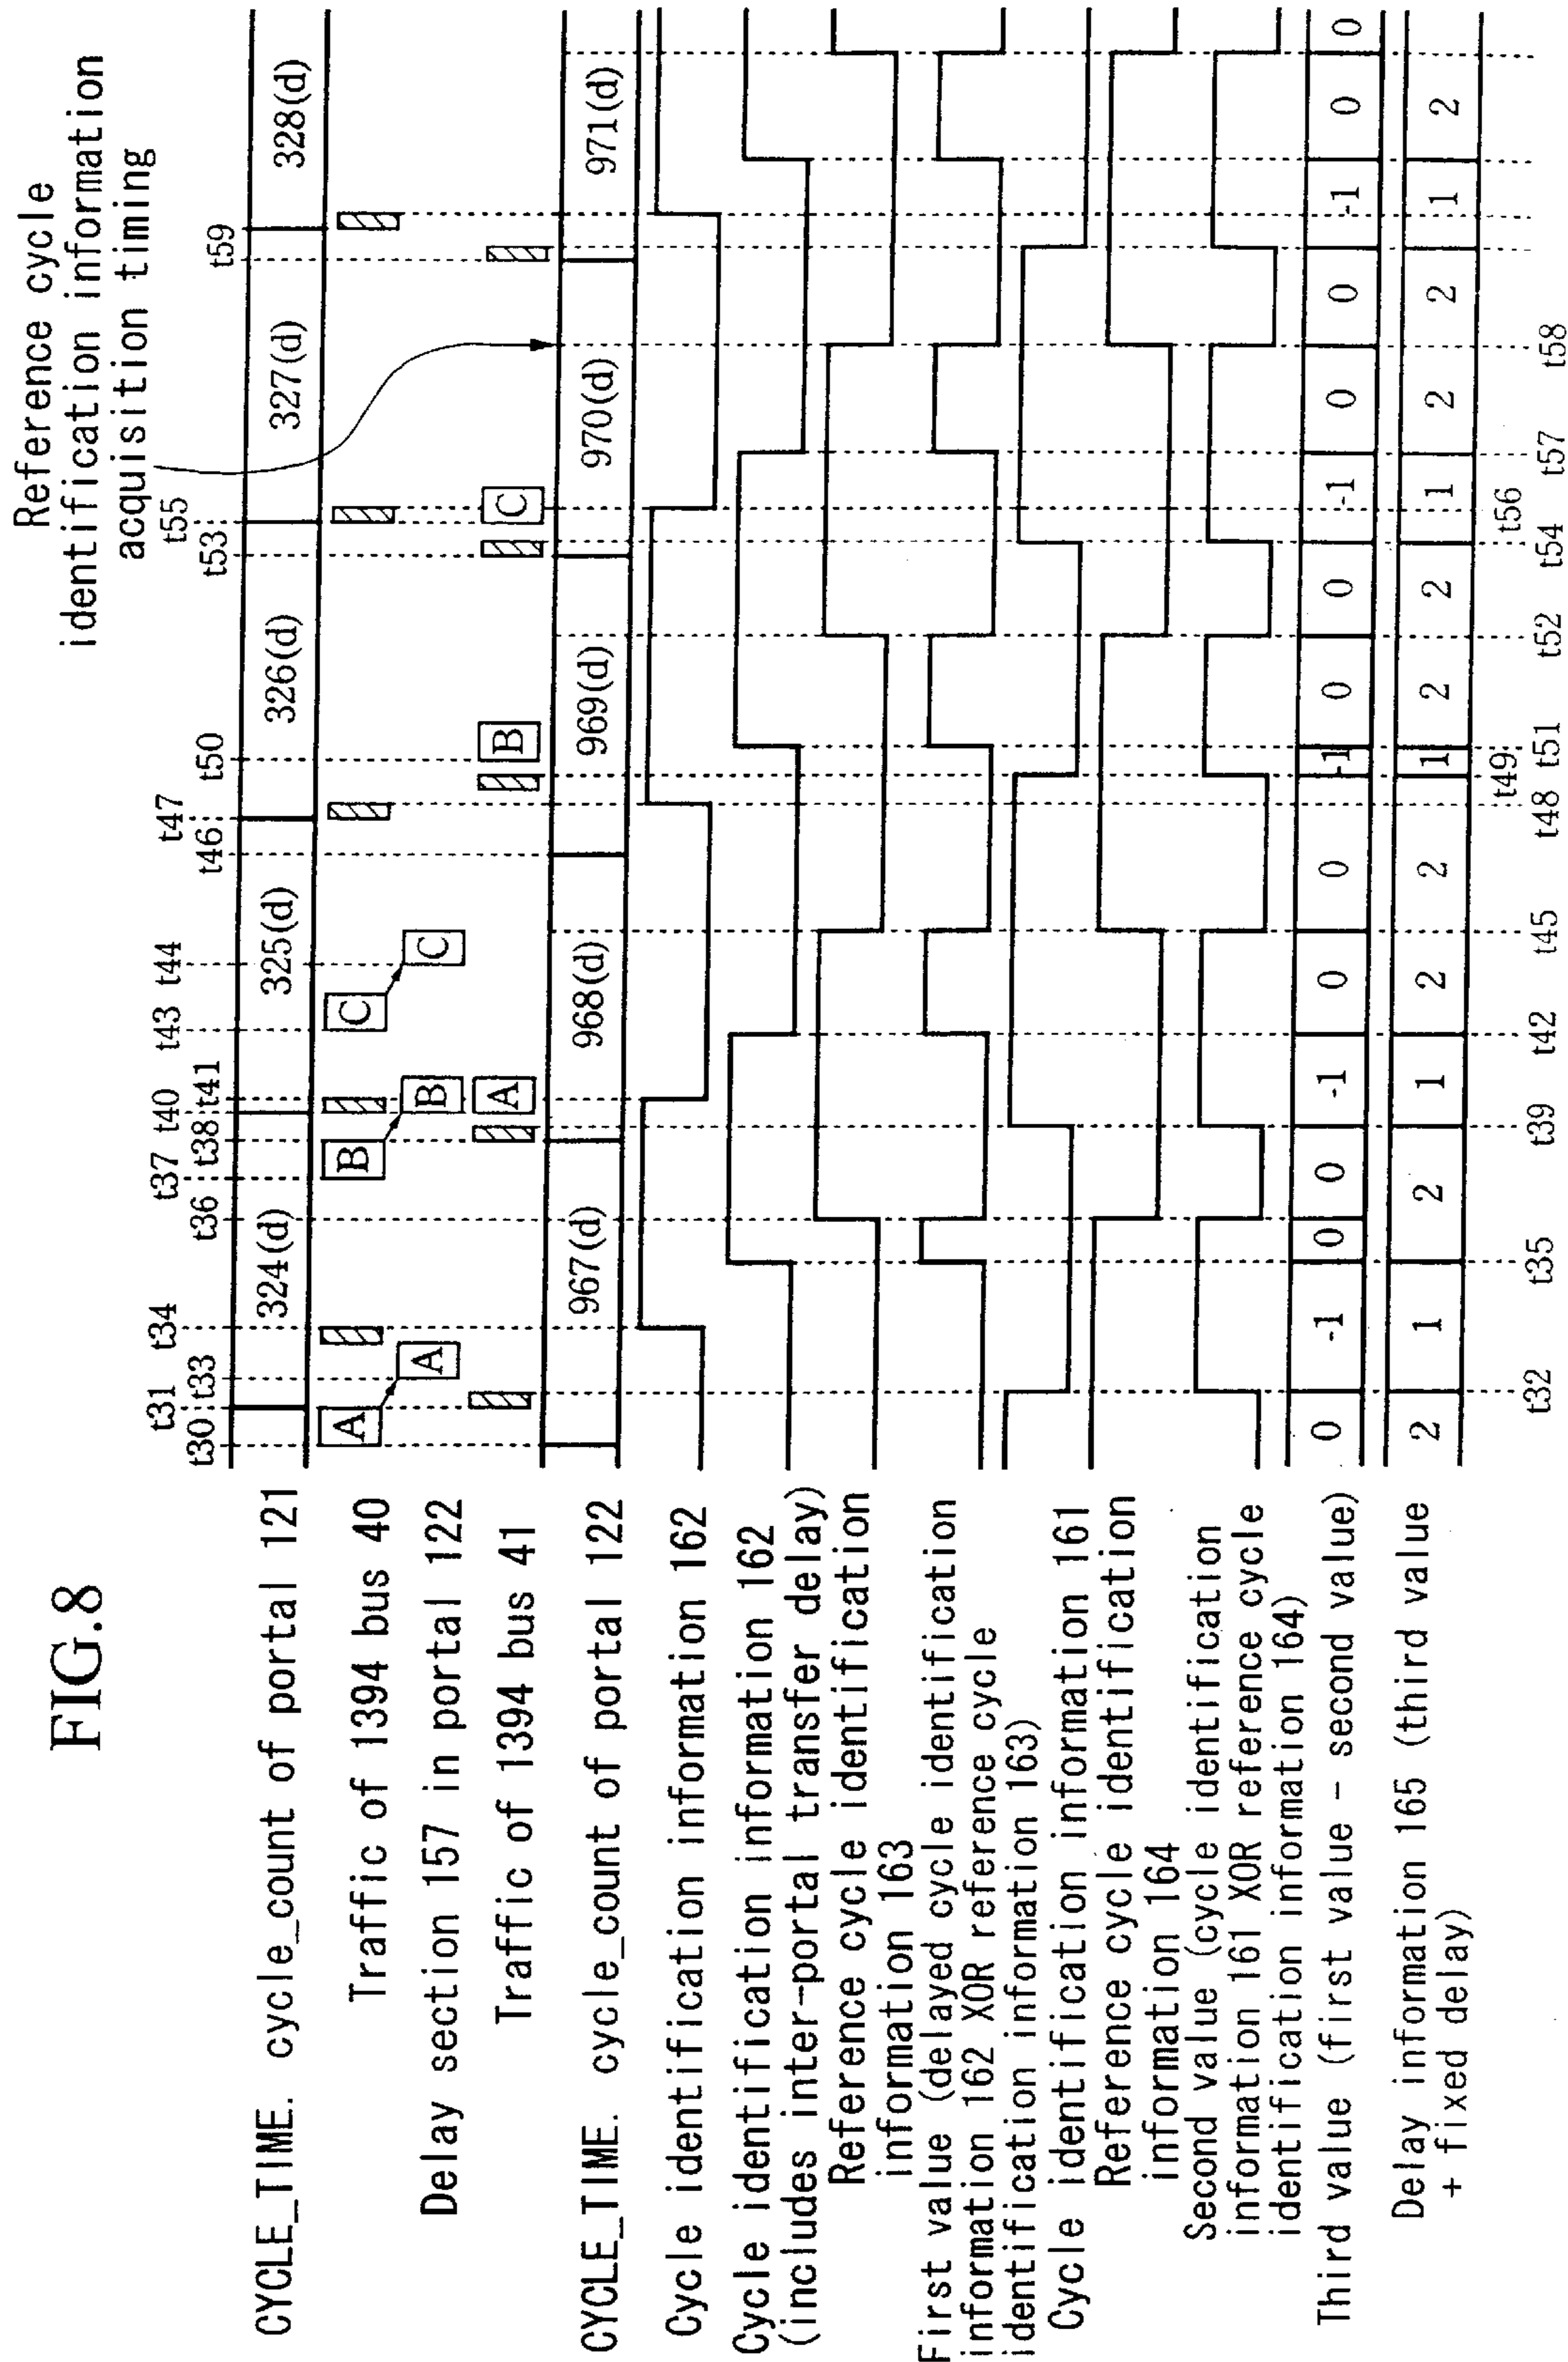 FIG.8
Reference cycle
identification information
acquisition timing
t30 t31 t33 t34 t36 t37 t38 t40 t41 t43 t44 t46 t47 t50 t53 t55 t59
CYCLE_TIME. cycle_count of portal 121
324(d) 325(d) 326(d) 327(d) 328(d)
Traffic of 1394 bus 40
A B C
Delay section 157 in portal 122
A B C
Traffic of 1394 bus 41
A B C
CYCLE_TIME. cycle_count of portal 122
967(d) 968(d) 969(d) 970(d) 971(d)
Cycle identification information 162
Cycle identification information 162
(includes inter-portal transfer delay)
Reference cycle identification
information 163
First value (delayed cycle identification
information 162 XOR reference cycle
identification information 163)
Cycle identification information 161
Reference cycle identification
information 164
Second value (cycle identification
information 161 XOR reference cycle
identification information 164)
Third value (first value - second value)
0 -1 0 0 -1 0 0 -1 0 0 -1 0 0 -1 0 0
Delay information 165 (third value
+ fixed delay)
2 1 2 1 2 2 1 2 2 1 2 2 1 2
t32 t35 t39 t42 t45 t48 t49 t51 t52 t54 t56 t57 t58